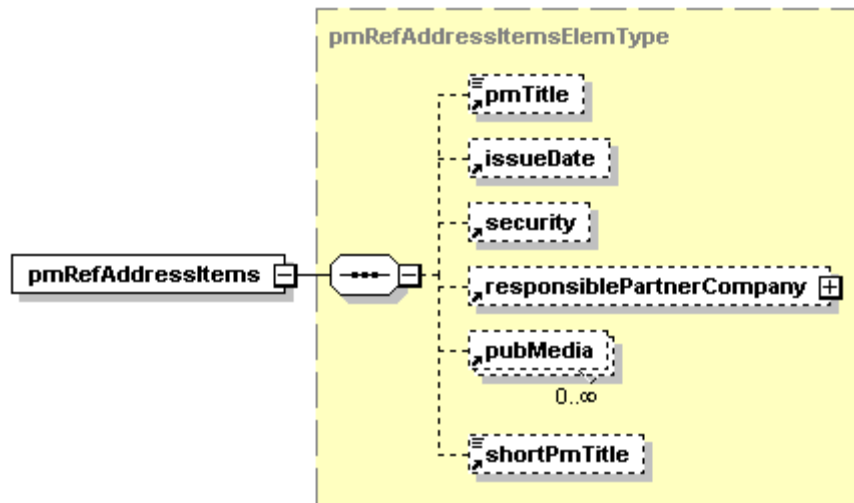 pmRefAddressItemsElemType
pmTitle
issueDate
security
pmRefAddressItems
responsiblePartnerCompany
pubMedia
0..∞
shortPmTitle